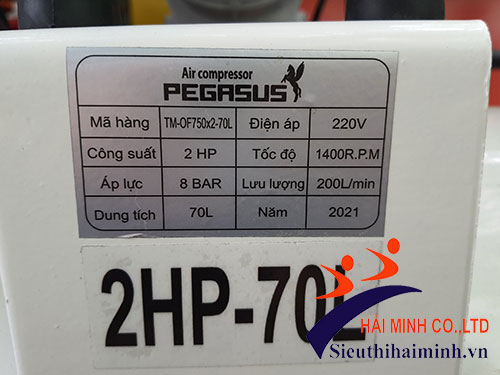 Air compressor
PEGASUS
Mã hàng TM-OF750x2-70L Điện áp 220V
Công suất 2 HP Tốc độ 1400R.P.M
Áp lực 8 BAR Lưu lượng 200L/min
Dung tích 70L Năm 2021
2HP-70L
HAI MINH CO.,LTD
Sieuthihaiminh.vn